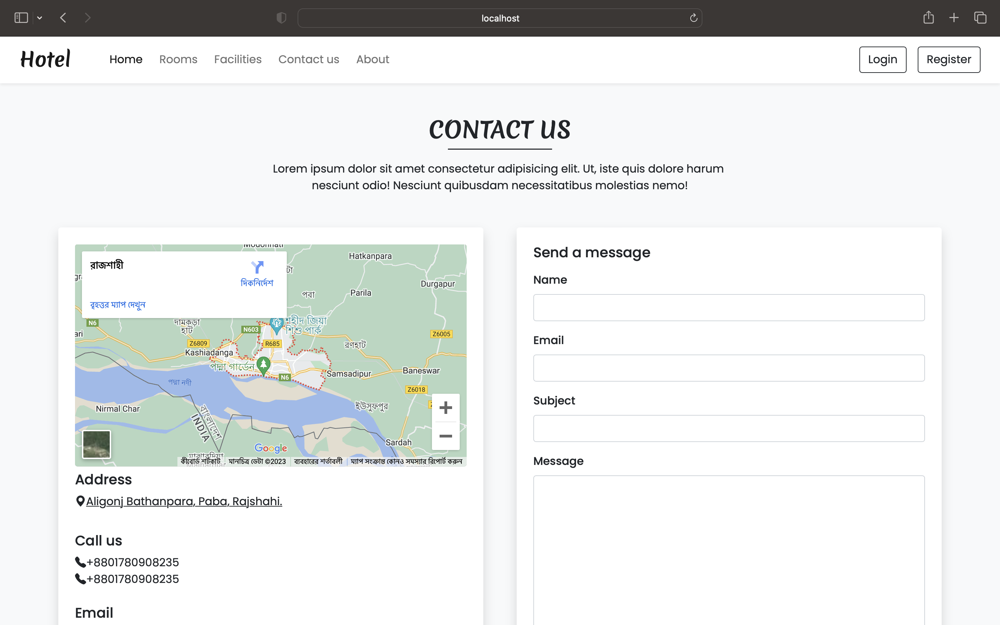 localhost
Hotel
Home
Rooms
Facilities
Contact us
About
Login
Register
CONTACT US
Lorem ipsum dolor sit amet consectetur adipisicing elit. Ut, iste quis dolore harum
nesciunt odio! Nesciunt quibusdam necessitatibus molestias nemo!
রাজশাহী
দিকনির্দেশ
বৃহত্তর ম্যাপ দেখুন
Hatkanpara
Durgapur
পবা
Parila
N6
দামকুড়া
হাট
N603
শহীদ জিয়া
শিশু পার্ক
Z6005
Z6809
R685
রণহাট
Kashiadanga
পদ্মা গার্ডেন
N6
Samsadipur
Baneswar
পদ্মা নদী
Z6018
Nirmal Char
ইউসুফপুর
বাংলাদেশ
INDIA
Sardah
Google
কীবোর্ড শর্টকাট
মানচিত্র ডেটা ©2023
ব্যবহারের শর্তাবলী
ম্যাপ সংক্রান্ত কোনও সমস্যার রিপোর্ট করুন
Address
Aligonj Bathanpara, Paba, Rajshahi.
Call us
+8801780908235
+8801780908235
Email
Send a message
Name
Email
Subject
Message